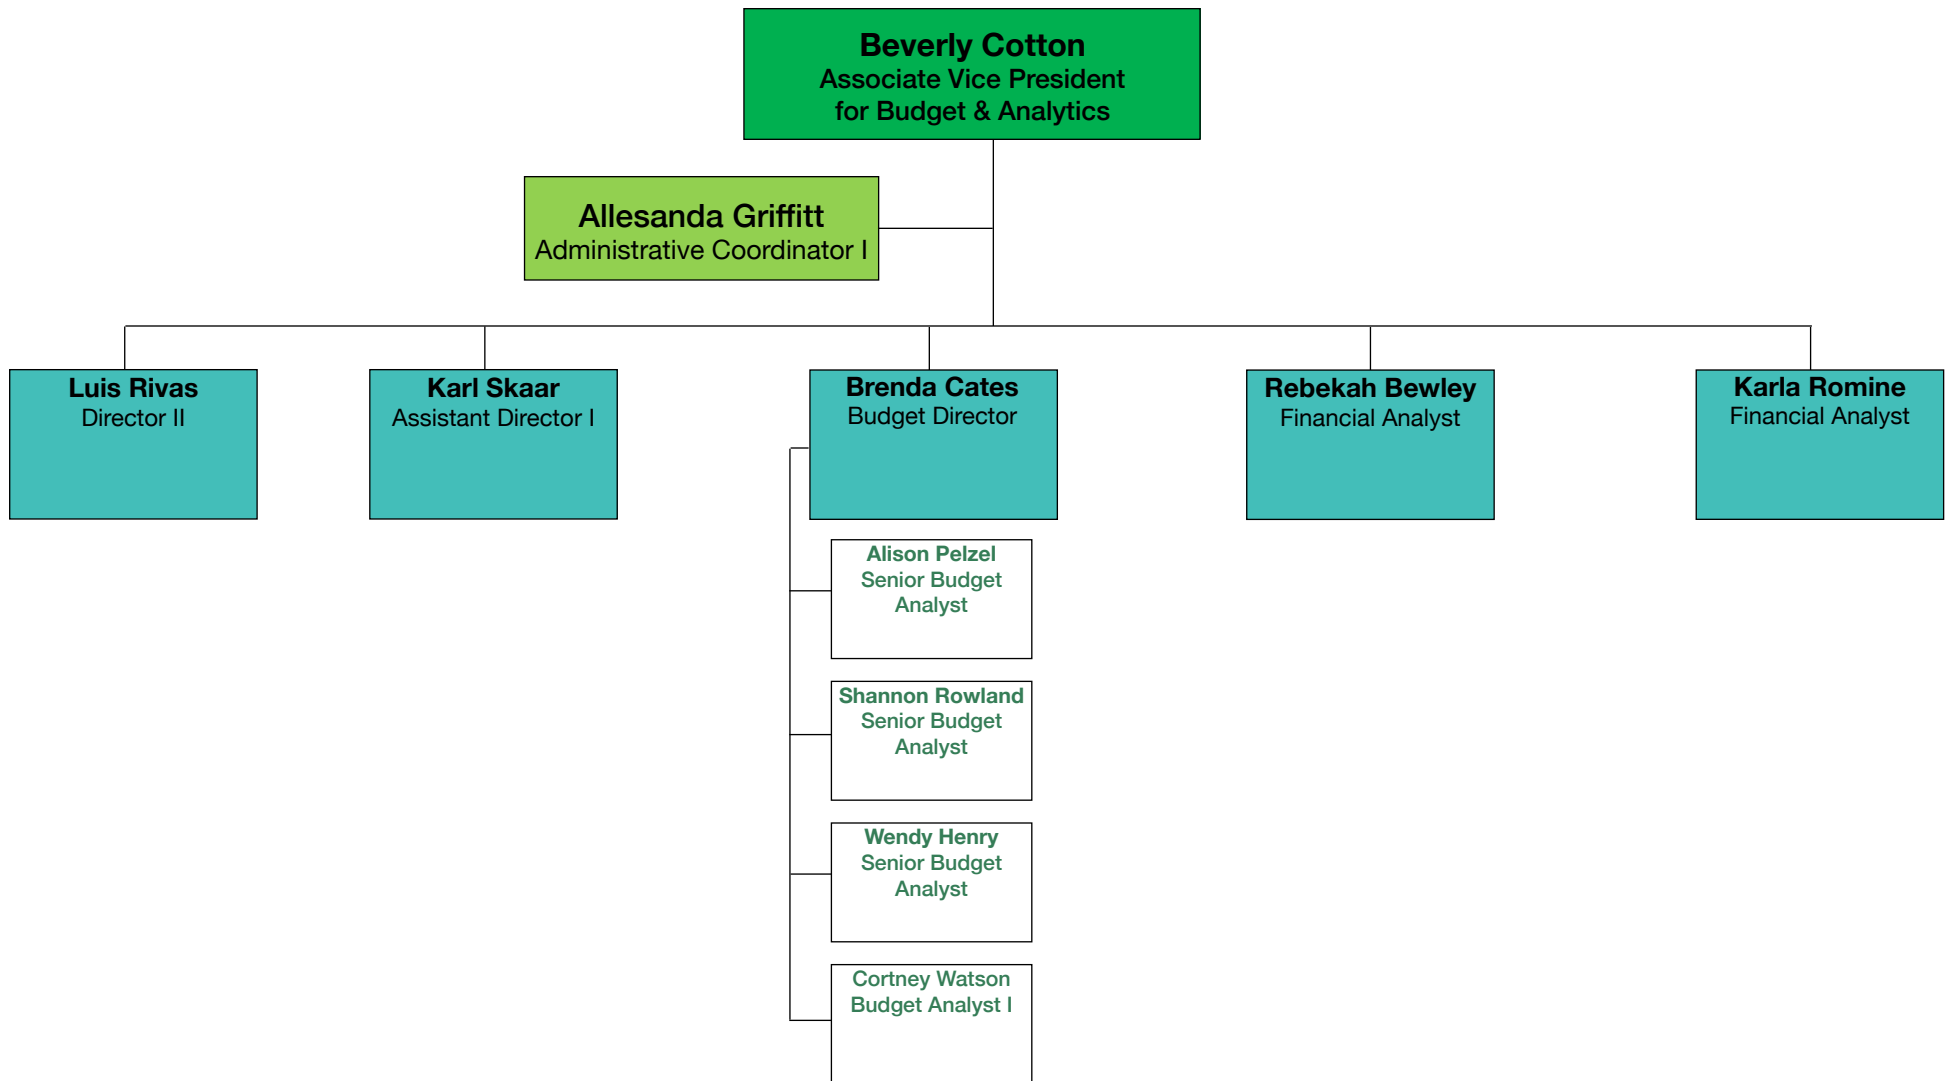 Beverly Cotton
Associate Vice President
for Budget & Analytics
Allesanda Griffitt
Administrative Coordinator I
Luis Rivas
Director II
Karl Skaar
Assistant Director I
Brenda Cates
Budget Director
Rebekah Bewley
Financial Analyst
Karla Romine
Financial Analyst
Alison Pelzel
Senior Budget
Analyst
Shannon Rowland
Senior Budget
Analyst
Wendy Henry
Senior Budget
Analyst
Cortney Watson
Budget Analyst I